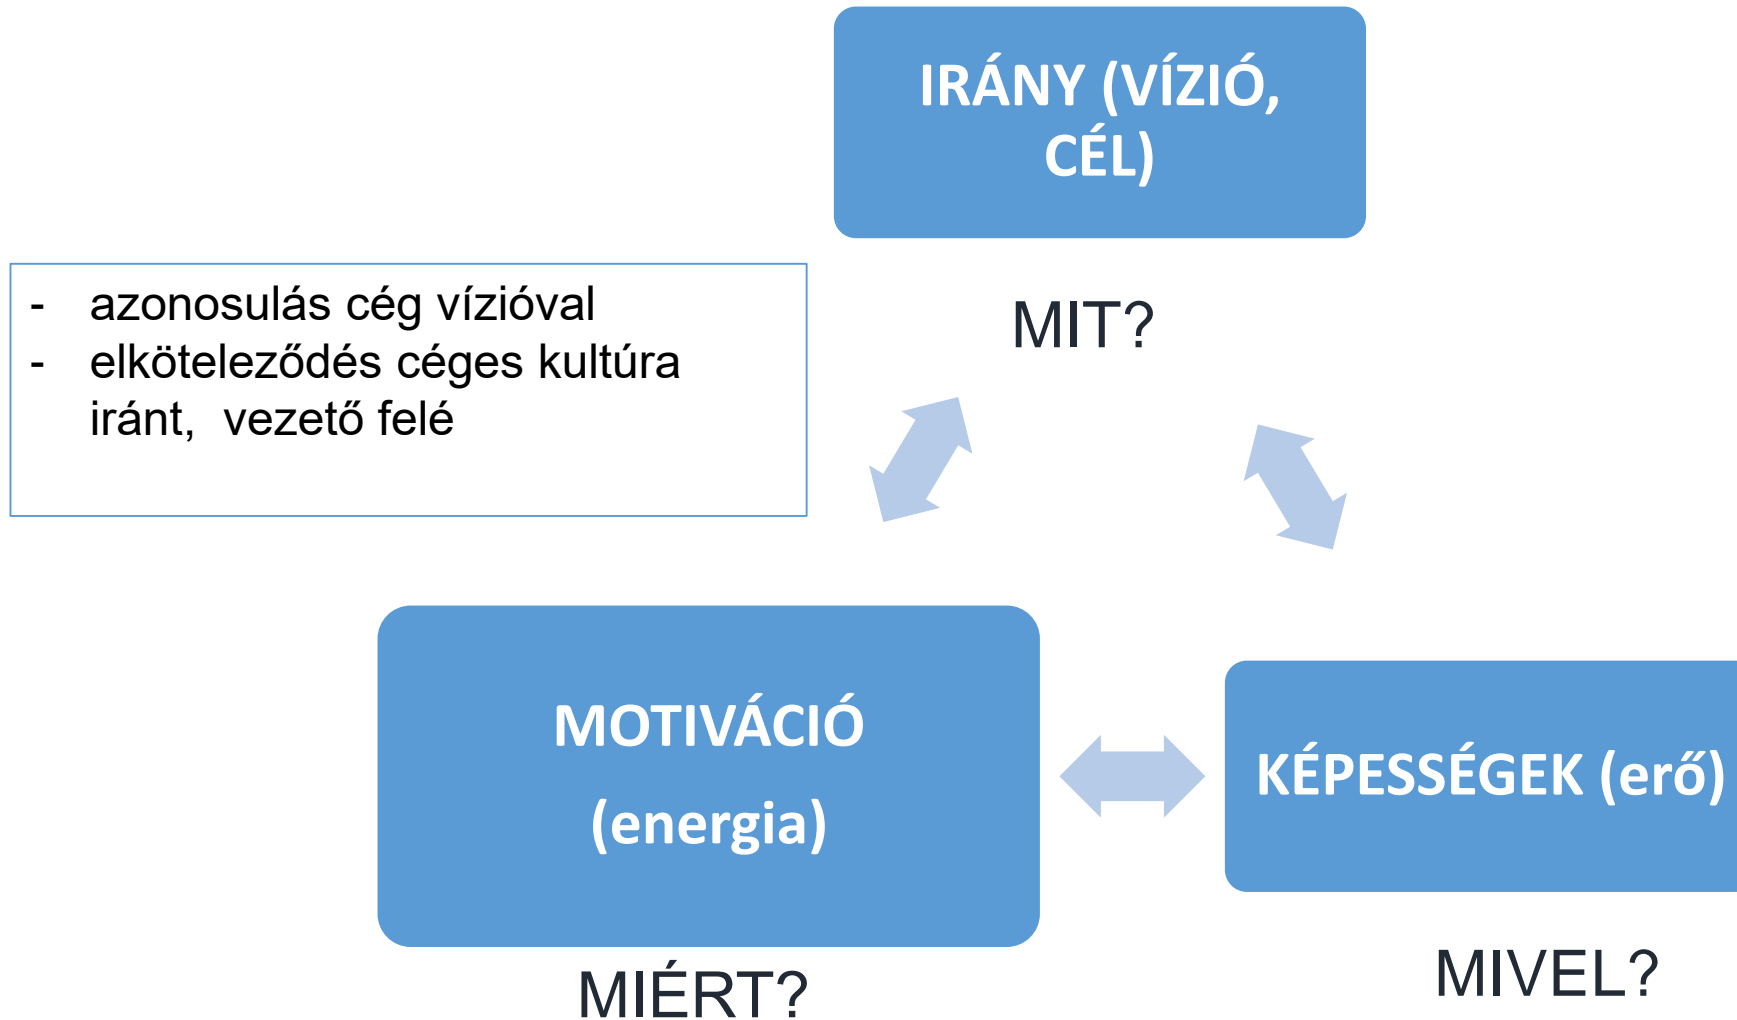 IRÁNY (VÍZIÓ,
CÉL)
MIT?
- azonosulás cég vízióval
- elköteleződés céges kultúra
iránt, vezető felé
MOTIVÁCIÓ
(energia)
MIÉRT?
KÉPESSÉGEK (erő)
MIVEL?